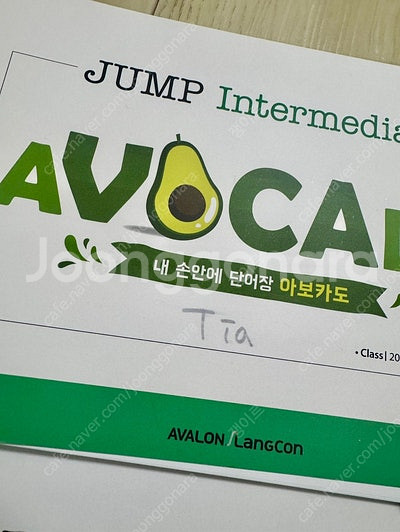 JUMP Intermedia
AVOCA
내 손안에 단어장 아보카도
Joonggonara
Tia
• Class| 20
AVALON LangCon